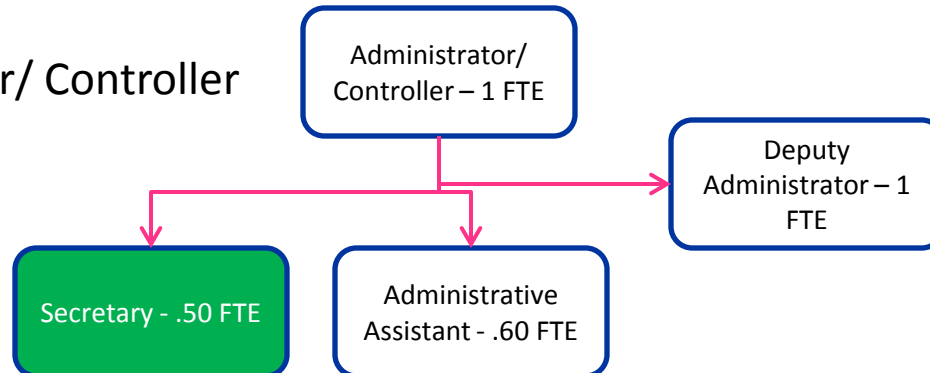 r/ Controller
Administrator/
Controller – 1 FTE
Deputy
Administrator – 1
FTE
Secretary - .50 FTE
Administrative
Assistant - .60 FTE